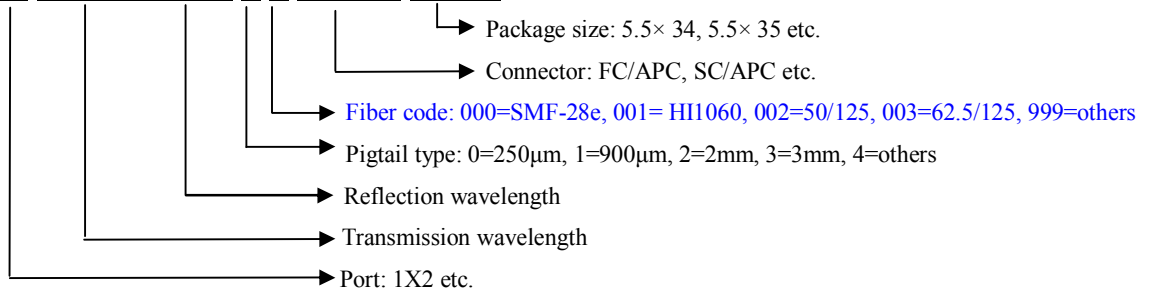 Package size: 5.5× 34, 5.5× 35 etc.
Connector: FC/APC, SC/APC etc.
Fiber code: 000=SMF-28e, 001= HI1060, 002=50/125, 003=62.5/125, 999=others
Pigtail type: 0=250μm, 1=900μm, 2=2mm, 3=3mm, 4=others
Reflection wavelength
Transmission wavelength
Port: 1X2 etc.